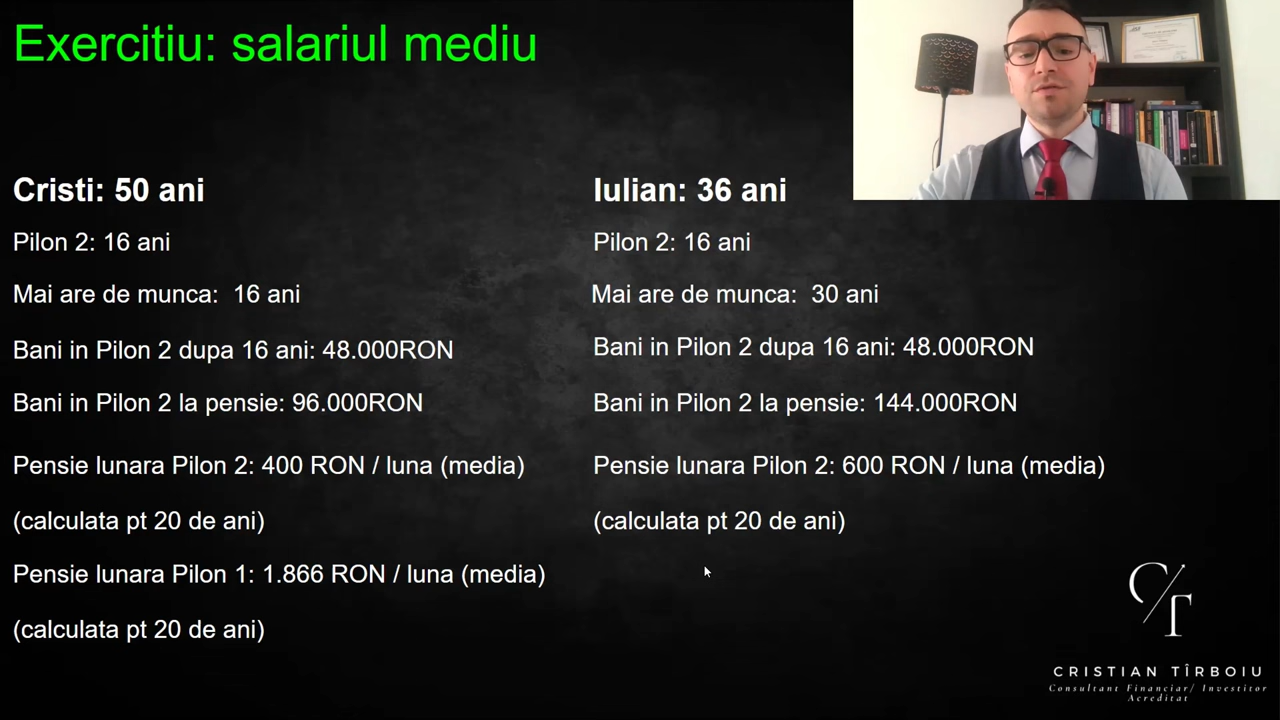 Exercitiu: salariul mediu
Cristi: 50 ani
Pilon 2: 16 ani
Mai are de munca:  16 ani
Bani in Pilon 2 dupa 16 ani: 48.000RON
Bani in Pilon 2 la pensie: 96.000RON
Pensie lunara Pilon 2: 400 RON / luna (media)
(calculata pt 20 de ani)
Pensie lunara Pilon 1: 1.866 RON / luna (media)
(calculata pt 20 de ani)
Iulian: 36 ani
Pilon 2: 16 ani
Mai are de munca:  30 ani
Bani in Pilon 2 dupa 16 ani: 48.000RON
Bani in Pilon 2 la pensie: 144.000RON
Pensie lunara Pilon 2: 600 RON / luna (media)
(calculata pt 20 de ani)
C/T
CRISTIAN TÎRBOIU
Consultant Financiar/ Investitor
Acreditat